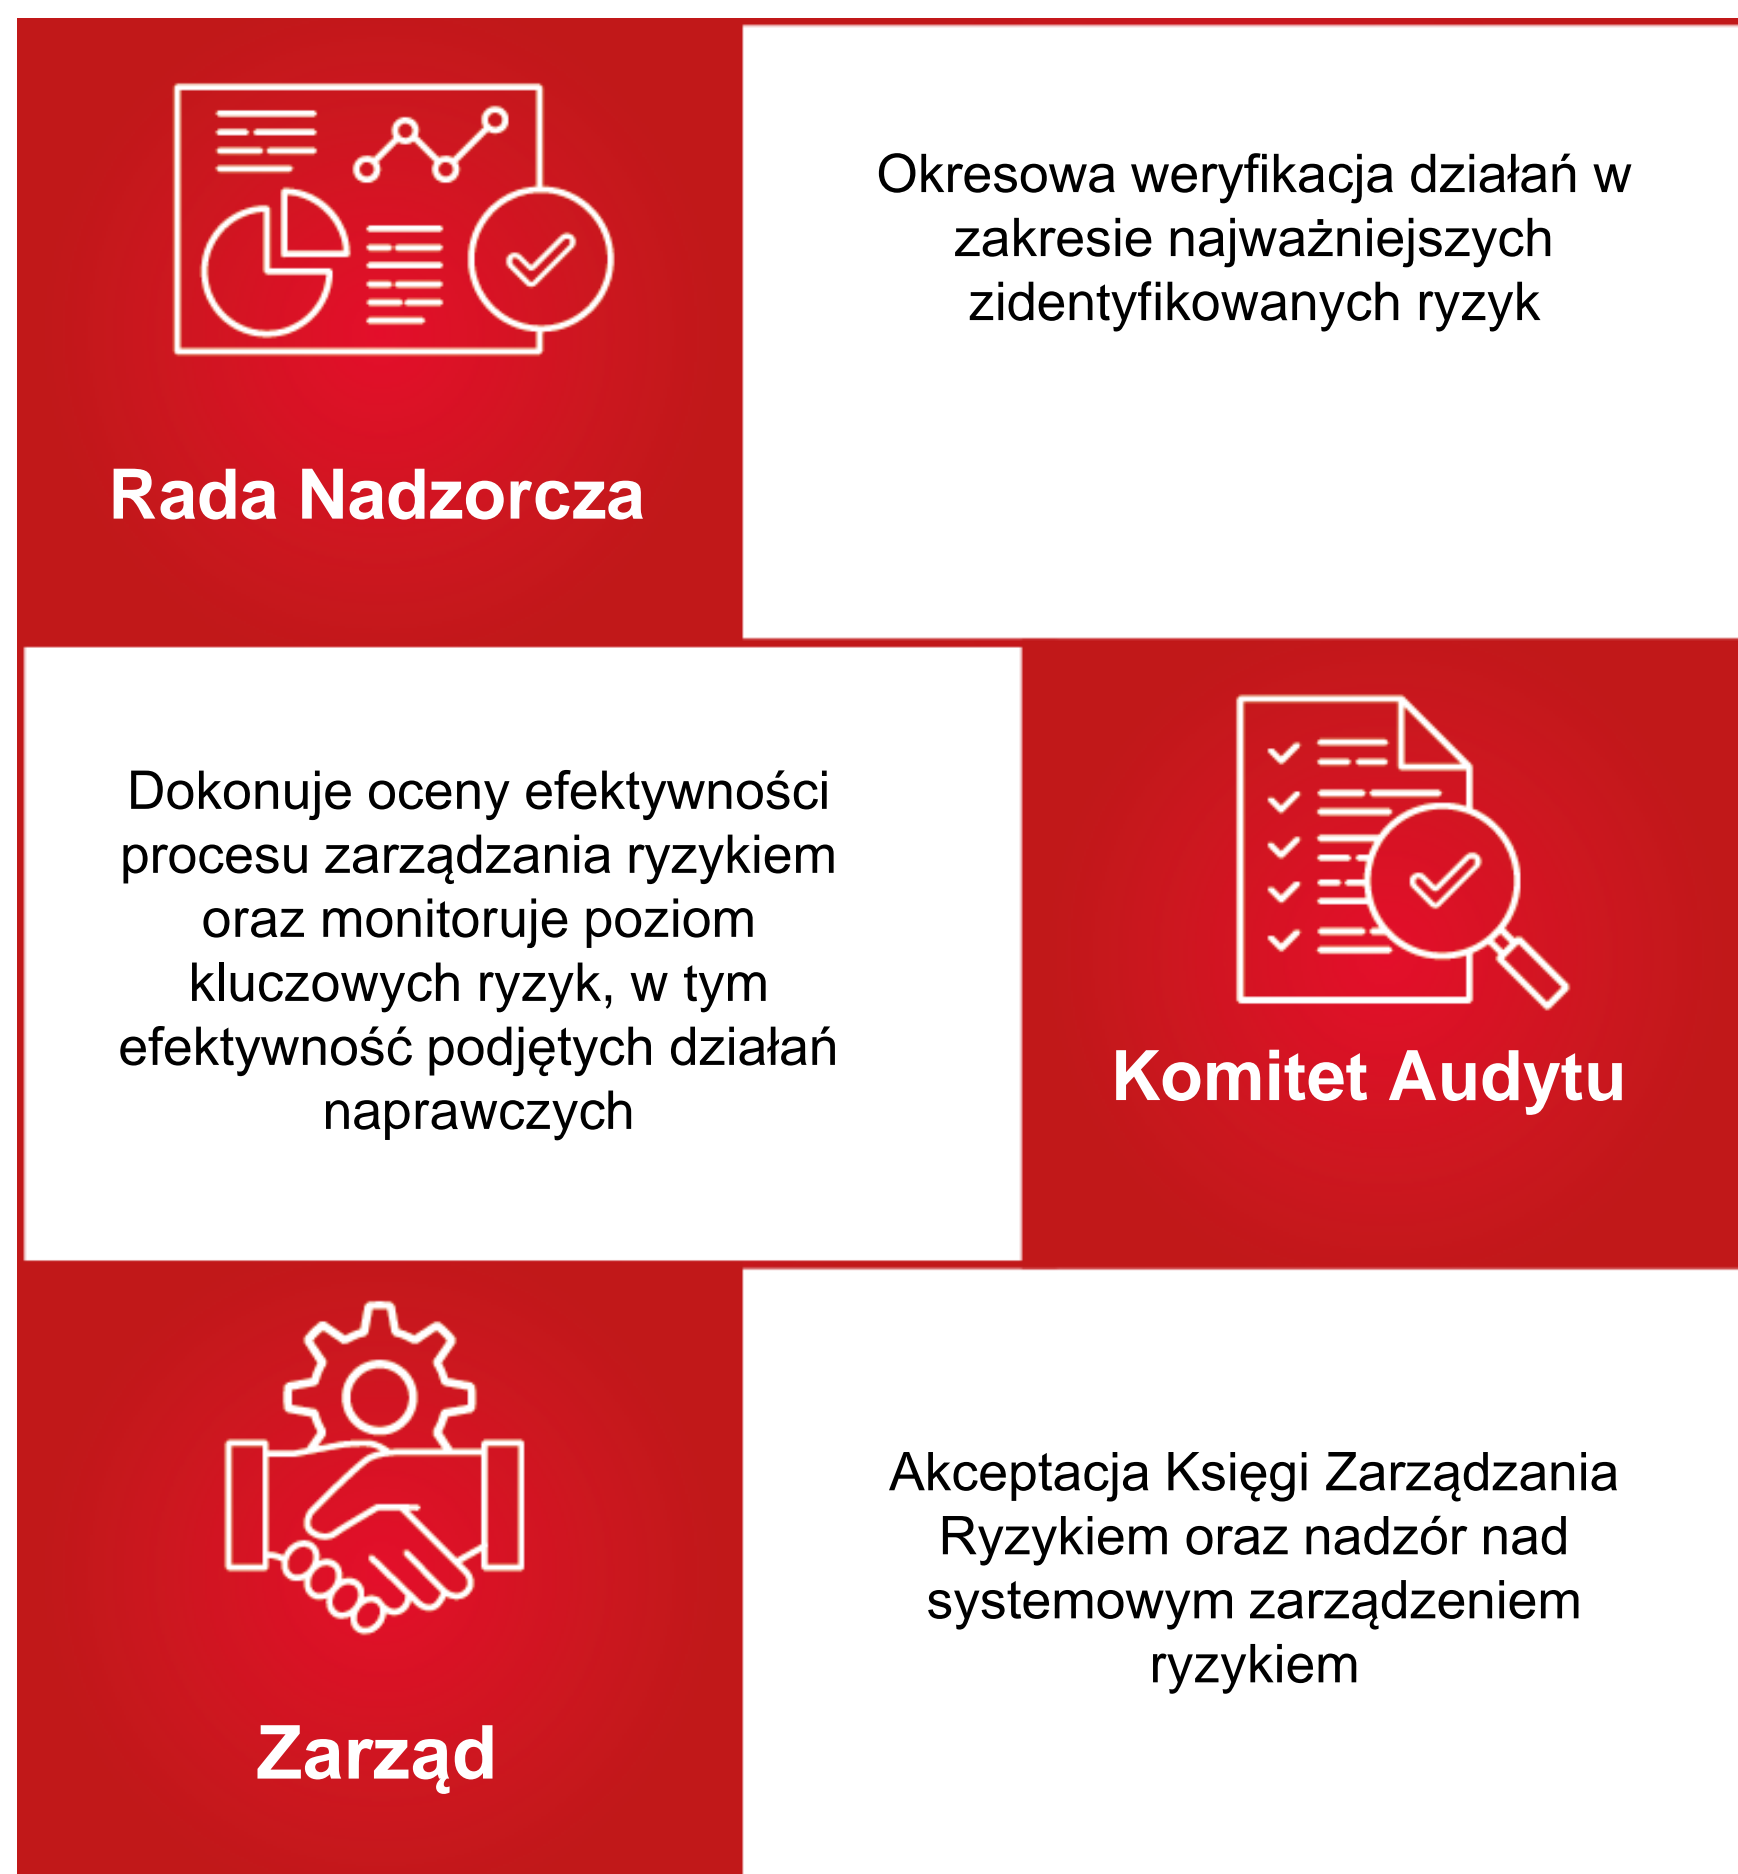 Rada Nadzorcza
Okresowa weryfikacja działań w
zakresie najważniejszych
zidentyfikowanych ryzyk
Dokonuje oceny efektywności
procesu zarządzania ryzykiem
oraz monitoruje poziom
kluczowych ryzyk, w tym
efektywność podjętych działań
naprawczych
Komitet Audytu
Zarząd
Akceptacja Księgi Zarządzania
Ryzykiem oraz nadzór nad
systemowym zarządzeniem
ryzykiem